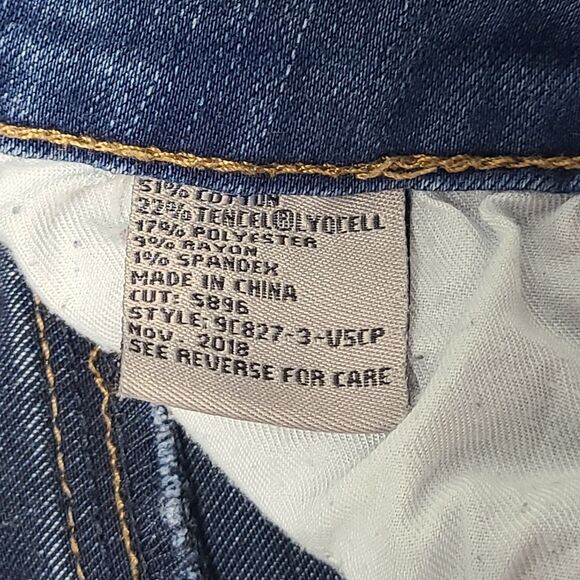 51% COTTON
22% TENCEL®LYOCELL
17% POLYESTER
9% RAYON
1% SPANDEX
MADE IN CHINA
CUT: S896
STYLE: 9C827-3-V5CP
NOV. 2018
SEE REVERSE FOR CARE